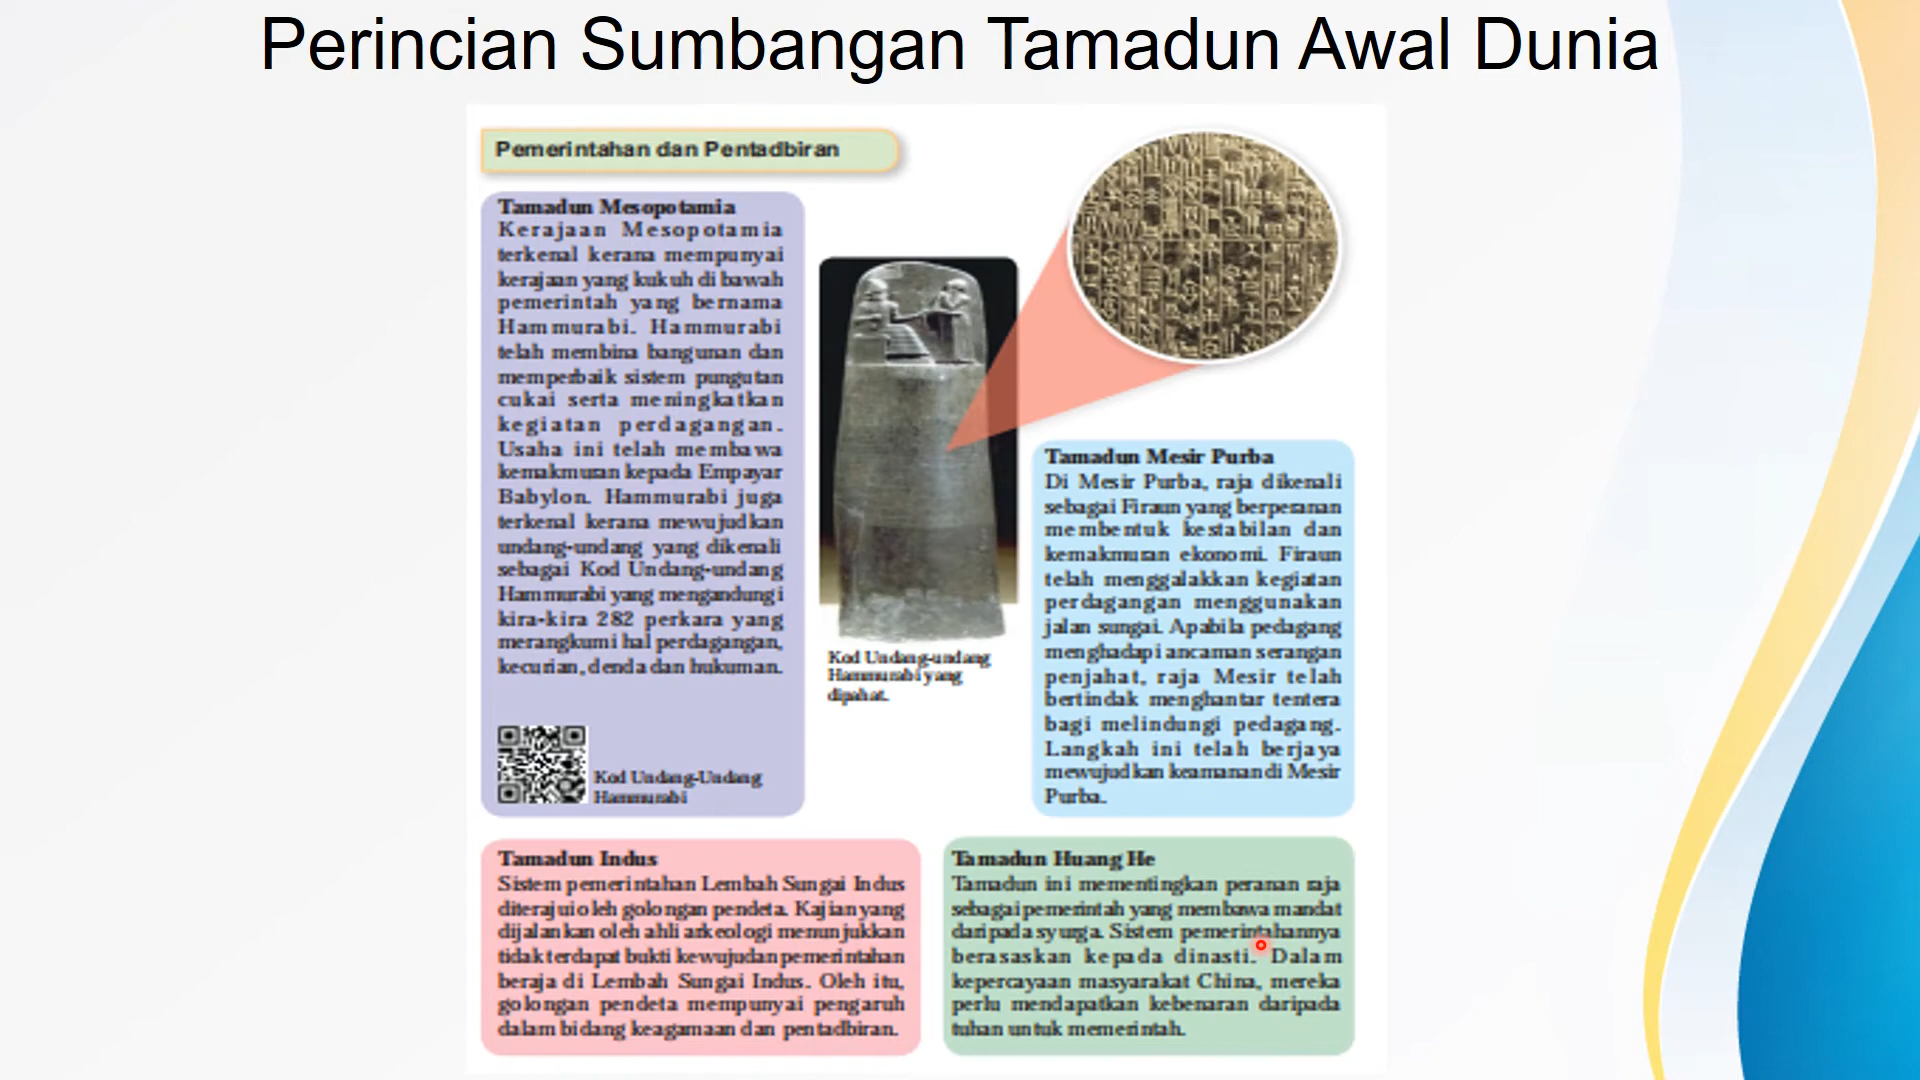 Perincian Sumbangan Tamadun Awal Dunia
Pemerintahan dan Pentadbiran
Tamadun Mesopotamia
Kerajaan Mesopotamia
terkenal kerana mempunyai
kerajaan yang kukuh di bawah
pemerintah yang bernama
Hammurabi. Hammurabi
telah membina bangunan dan
memperbaik sistem pungutan
cukai serta meningkatkan
kegiatan perdagangan.
Usaha ini telah membawa
kemakmuran kepada Empayar
Babylon. Hammurabi juga
terkenal kerana mewujudkan
undang-undang yang dikenali
sebagai Kod Undang-undang
Hammurabi yang mengandungi
kira-kira 282 perkara yang
merangkumi hal perdagangan,
kecurian, denda dan hukuman.
Kod Undang-Undang
Hammurabi
Kod Undang-undang
Hammurabi yang
dipahat.
Tamadun Mesir Purba
Di Mesir Purba, raja dikenali
sebagai Firaun yang berperanan
membentuk kestabilan dan
kemakmuran ekonomi. Firaun
telah menggalakkan kegiatan
perdagangan menggunakan
jalan sungai. Apabila pedagang
menghadapi ancaman serangan
penjahat, raja Mesir telah
bertindak menghantar tentera
bagi melindungi pedagang.
Langkah ini telah berjaya
mewujudkan keamanan di Mesir
Purba.
Tamadun Indus
Sistem pemerintahan Lembah Sungai Indus
diterajui oleh golongan pendeta. Kajian yang
dijalankan oleh ahli arkeologi menunjukkan
tidak terdapat bukti kewujudan pemerintahan
beraja di Lembah Sungai Indus. Oleh itu,
golongan pendeta mempunyai pengaruh
dalam bidang keagamaan dan pentadbiran.
Tamadun Huang He
Tamadun ini mementingkan peranan raja
sebagai pemerintah yang membawa mandat
daripada syurga. Sistem pemerintahannya
berasaskan kepada dinasti. Dalam
kepercayaan masyarakat China, mereka
perlu mendapatkan kebenaran daripada
tuhan untuk memerintah.